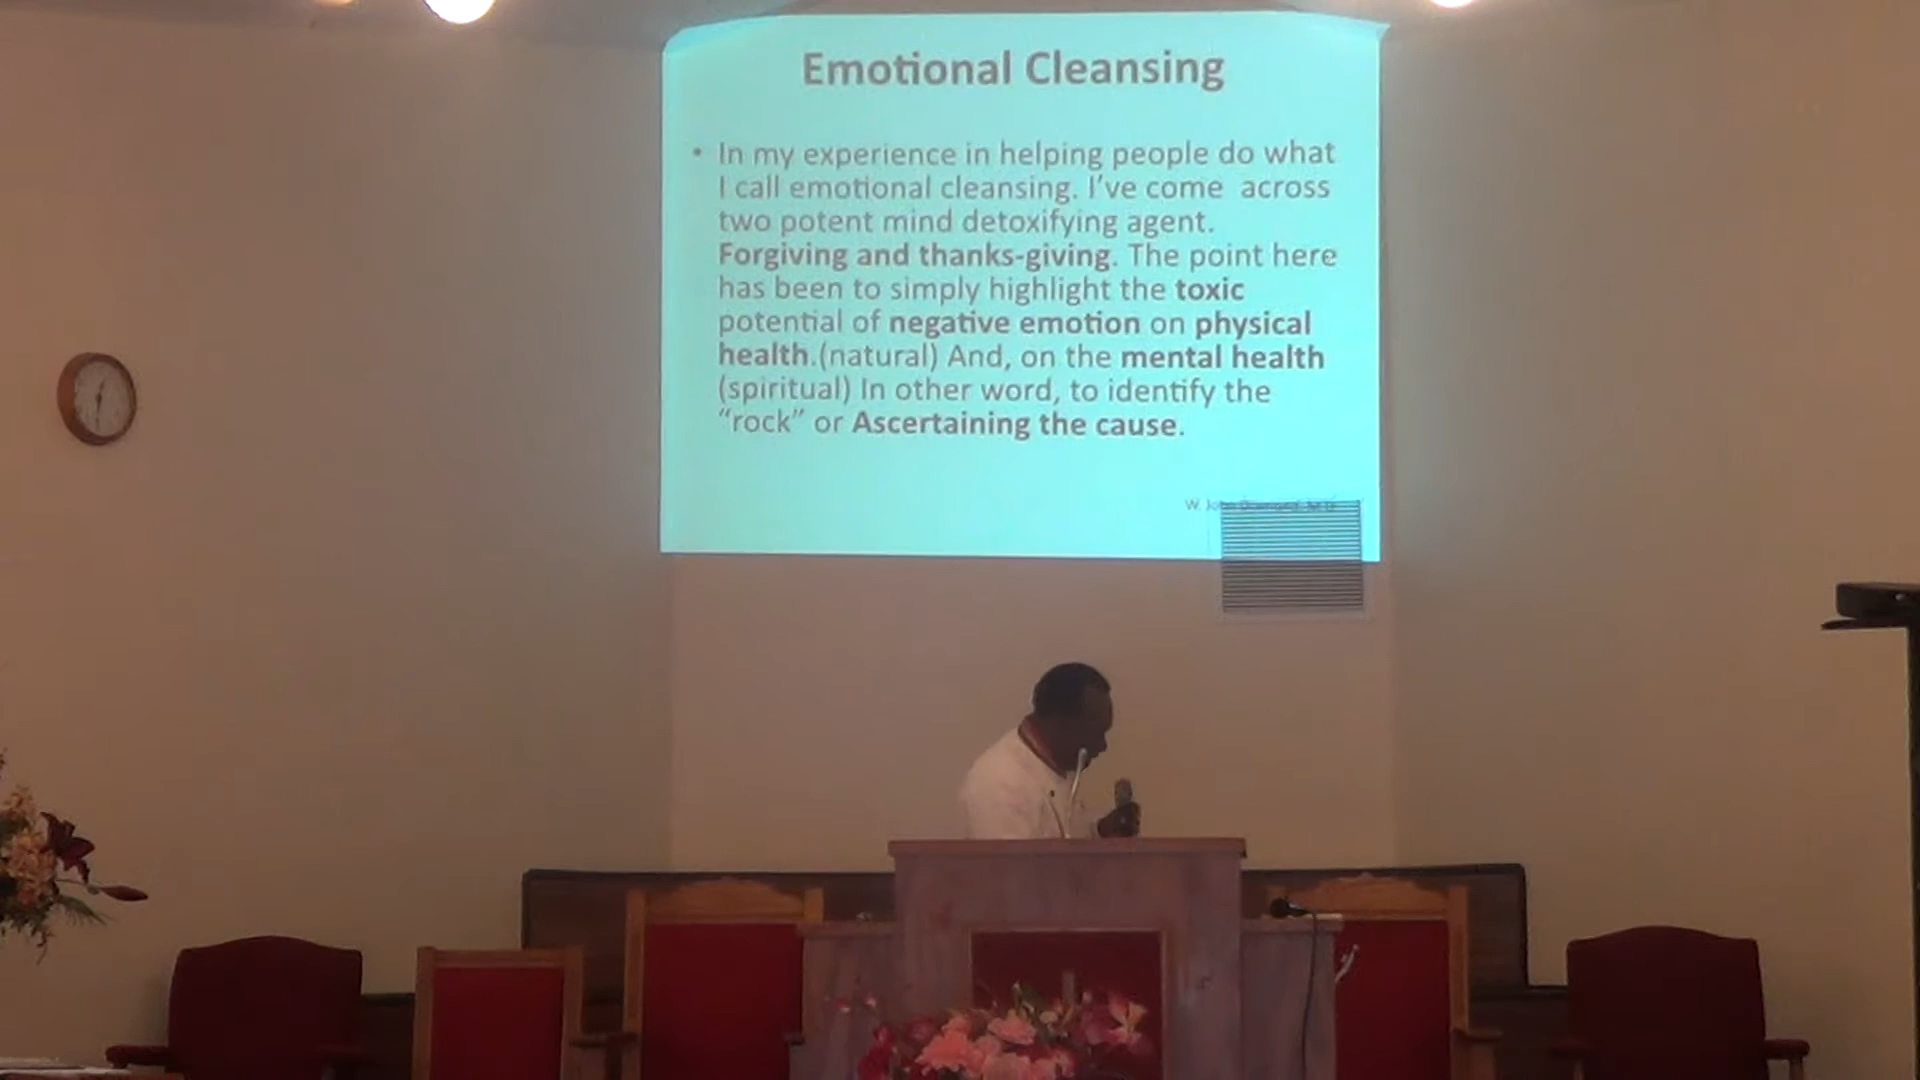 Emotional Cleansing
• In my experience in helping people do what
I call emotional cleansing. I've come across
two potent mind detoxifying agent.
Forgiving and thanks-giving. The point here
has been to simply highlight the toxic
potential of negative emotion on physical
health.(natural) And, on the mental health
(spiritual) In other word, to identify the
“rock” or Ascertaining the cause.
W. John